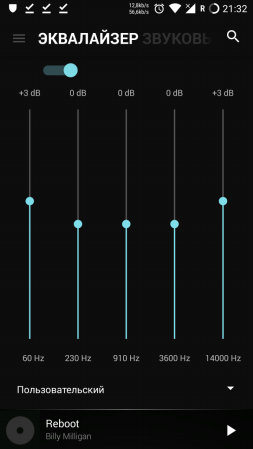 12,8kb/s
56,6kb/s
R
21:32
ЭКВАЛАЙЗЕР ЗВУКОВЫ
+3 dB 0 dB 0 dB 0 dB +3 dB
60 Hz 230 Hz 910 Hz 3600 Hz 14000 Hz
Пользовательский
Reboot
Billy Milligan